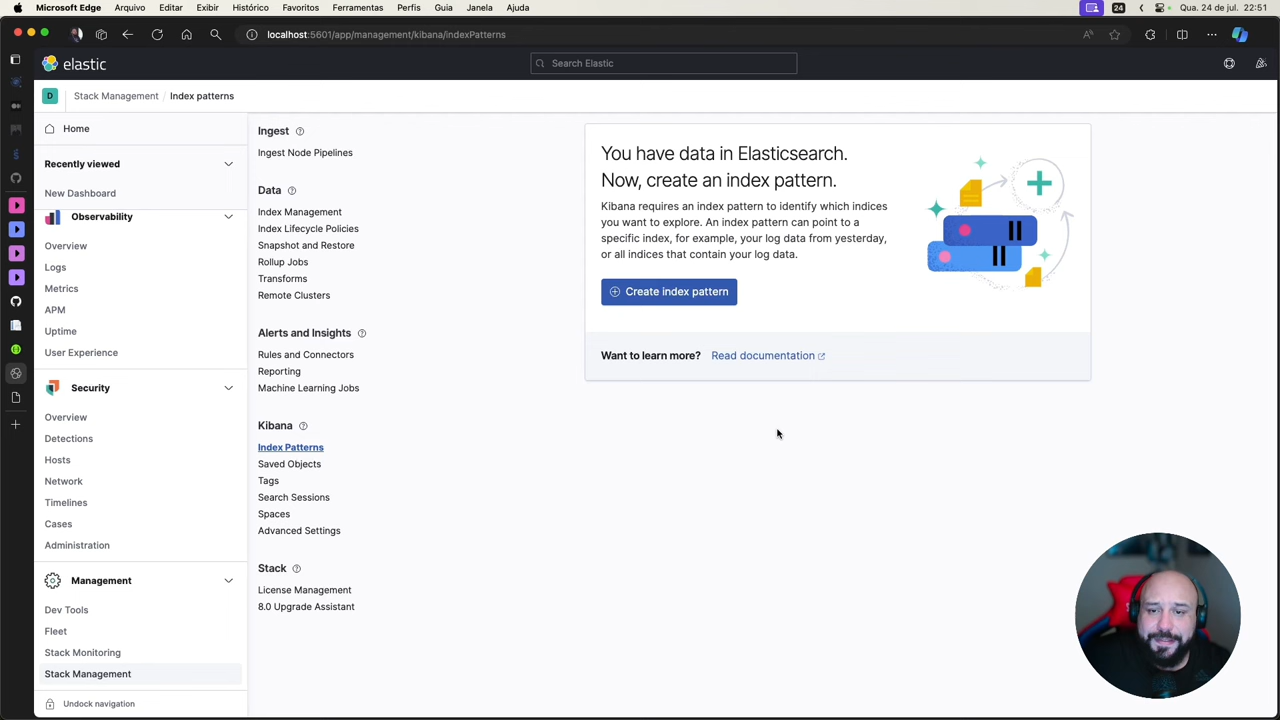 Microsoft Edge Arquivo Editar Exibir Histórico Favoritos Ferramentas Perfis Guia Janela Ajuda 24 Qua. 24 de jul. 22:51
localhost:5601/app/management/kibana/indexPatterns
elastic
Search Elastic
D
Stack Management / Index patterns
Home
Recently viewed
New Dashboard
Observability
Overview
Logs
Metrics
APM
Uptime
User Experience
Security
Overview
Detections
Hosts
Network
Timelines
Cases
Administration
Management
Dev Tools
Fleet
Stack Monitoring
Stack Management
Undock navigation
Ingest
Ingest Node Pipelines
Data
Index Management
Index Lifecycle Policies
Snapshot and Restore
Rollup Jobs
Transforms
Remote Clusters
Alerts and Insights
Rules and Connectors
Reporting
Machine Learning Jobs
Kibana
Index Patterns
Saved Objects
Tags
Search Sessions
Spaces
Advanced Settings
Stack
License Management
8.0 Upgrade Assistant
You have data in Elasticsearch.
Now, create an index pattern.
Kibana requires an index pattern to identify which indices
you want to explore. An index pattern can point to a
specific index, for example, your log data from yesterday,
or all indices that contain your log data.
Create index pattern
Want to learn more? Read documentation